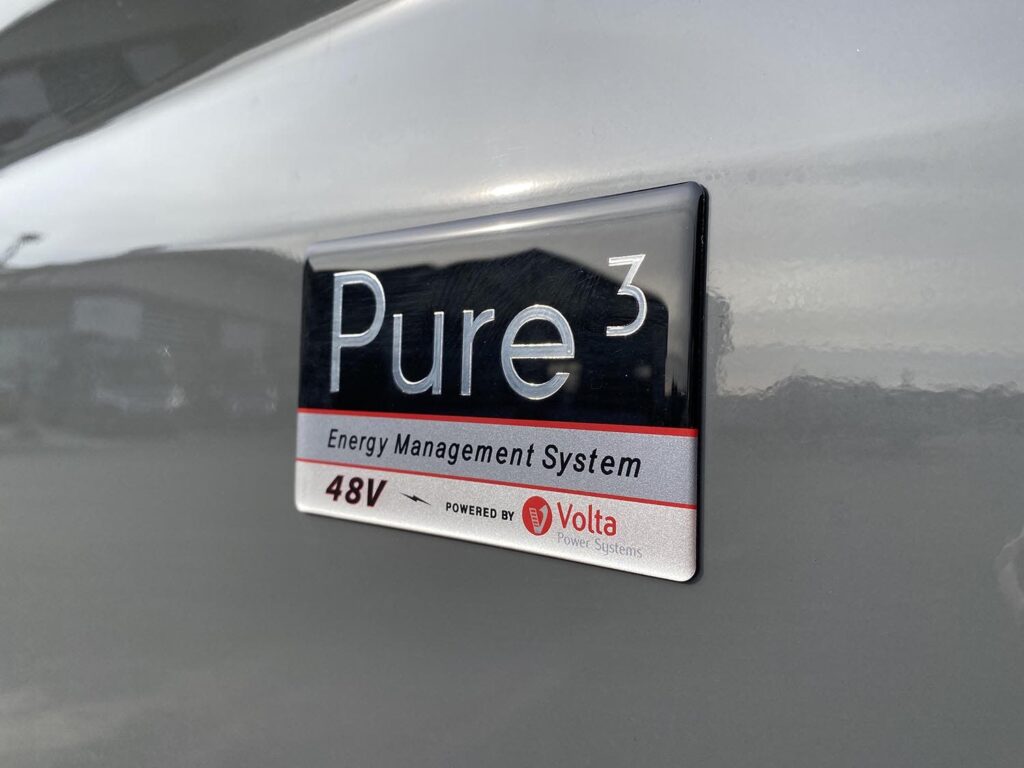 Pure³
Energy Management System
48V POWERED BY Volta
Power Systems